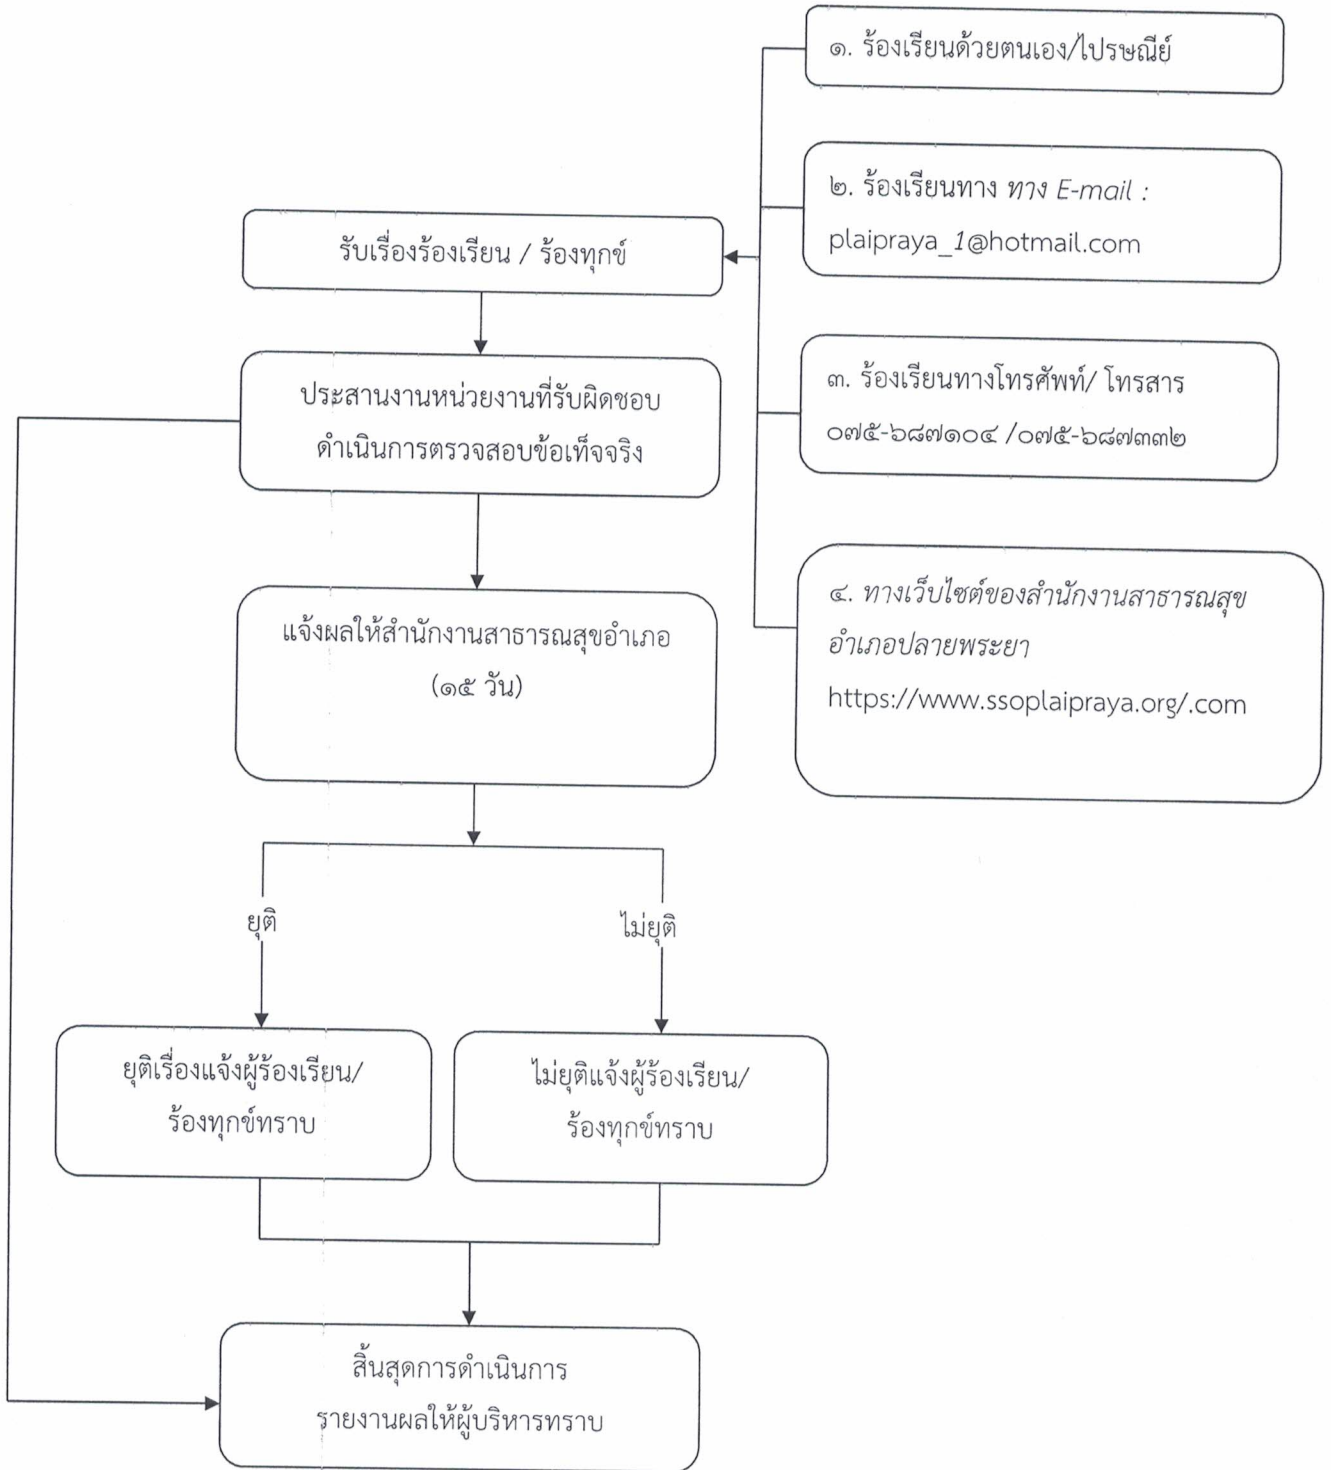 ๑. ร้องเรียนด้วยตนเอง/ไปรษณีย์
๒. ร้องเรียนทาง ทาง E-mail :
plaipraya_1@hotmail.com
รับเรื่องร้องเรียน / ร้องทุกข์
๓. ร้องเรียนทางโทรศัพท์/ โทรสาร
๐๗๕-๖๘๗๑๐๔ /๐๗๕-๖๘๗๓๓๒
ประสานงานหน่วยงานที่รับผิดชอบ
ดำเนินการตรวจสอบข้อเท็จจริง
๔. ทางเว็บไซต์ของสำนักงานสาธารณสุข
อำเภอปลายพระยา
https://www.ssoplaipraya.org/.com
แจ้งผลให้สำนักงานสาธารณสุขอำเภอ
(๑๕ วัน)
ยุติ
ไม่ยุติ
ยุติเรื่องแจ้งผู้ร้องเรียน/
ร้องทุกข์ทราบ
ไม่ยุติแจ้งผู้ร้องเรียน/
ร้องทุกข์ทราบ
สิ้นสุดการดำเนินการ
รายงานผลให้ผู้บริหารทราบ